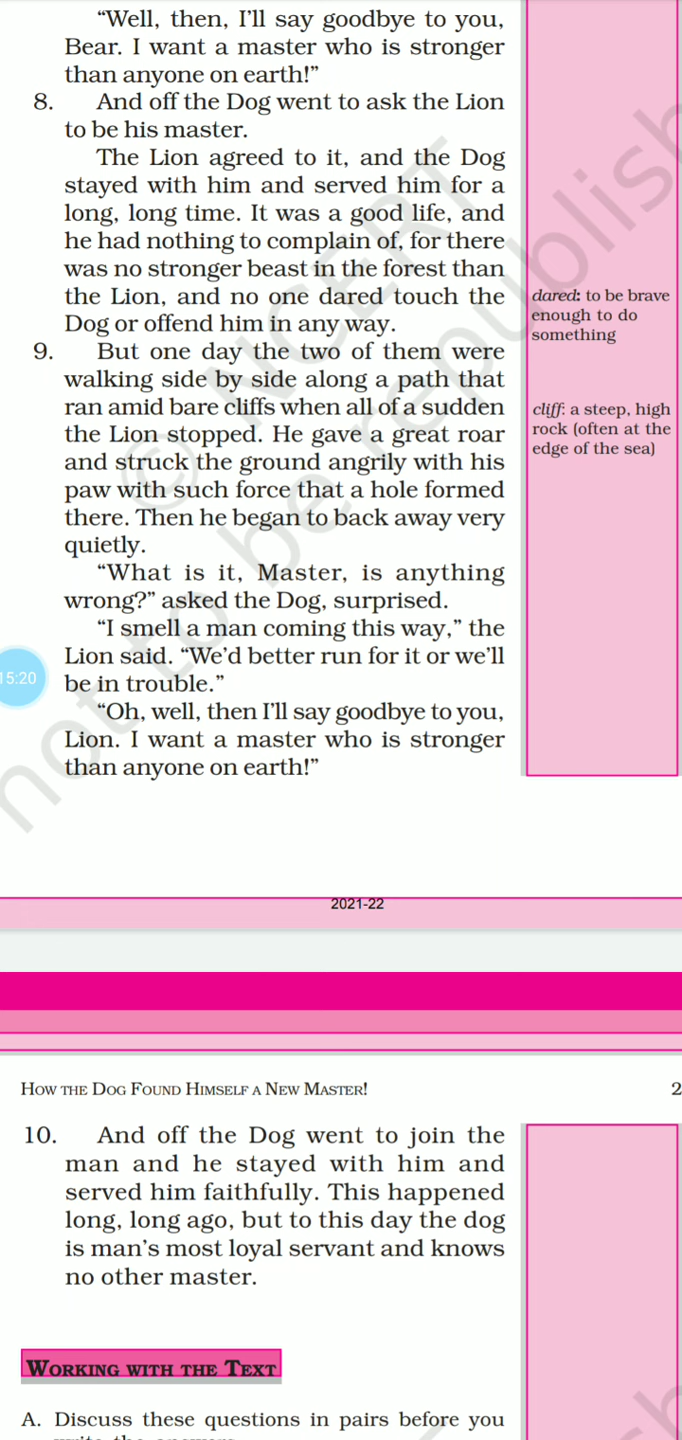 “Well, then, I’ll say goodbye to you,
Bear. I want a master who is stronger
than anyone on earth!”
8. And off the Dog went to ask the Lion
to be his master.
The Lion agreed to it, and the Dog
stayed with him and served him for a
long, long time. It was a good life, and
he had nothing to complain of, for there
was no stronger beast in the forest than
the Lion, and no one dared touch the
Dog or offend him in any way.
dared: to be brave
enough to do
something
9. But one day the two of them were
walking side by side along a path that
ran amid bare cliffs when all of a sudden
the Lion stopped. He gave a great roar
and struck the ground angrily with his
paw with such force that a hole formed
there. Then he began to back away very
quietly.
cliff: a steep, high
rock (often at the
edge of the sea)
“What is it, Master, is anything
wrong?” asked the Dog, surprised.
“I smell a man coming this way,” the
Lion said. “We’d better run for it or we’ll
be in trouble.”
15:20
“Oh, well, then I’ll say goodbye to you,
Lion. I want a master who is stronger
than anyone on earth!”
© NCERT
not to be republish
2021-22
HOW THE DOG FOUND HIMSELF A NEW MASTER! 2
10. And off the Dog went to join the
man and he stayed with him and
served him faithfully. This happened
long, long ago, but to this day the dog
is man’s most loyal servant and knows
no other master.
WORKING WITH THE TEXT
A. Discuss these questions in pairs before you